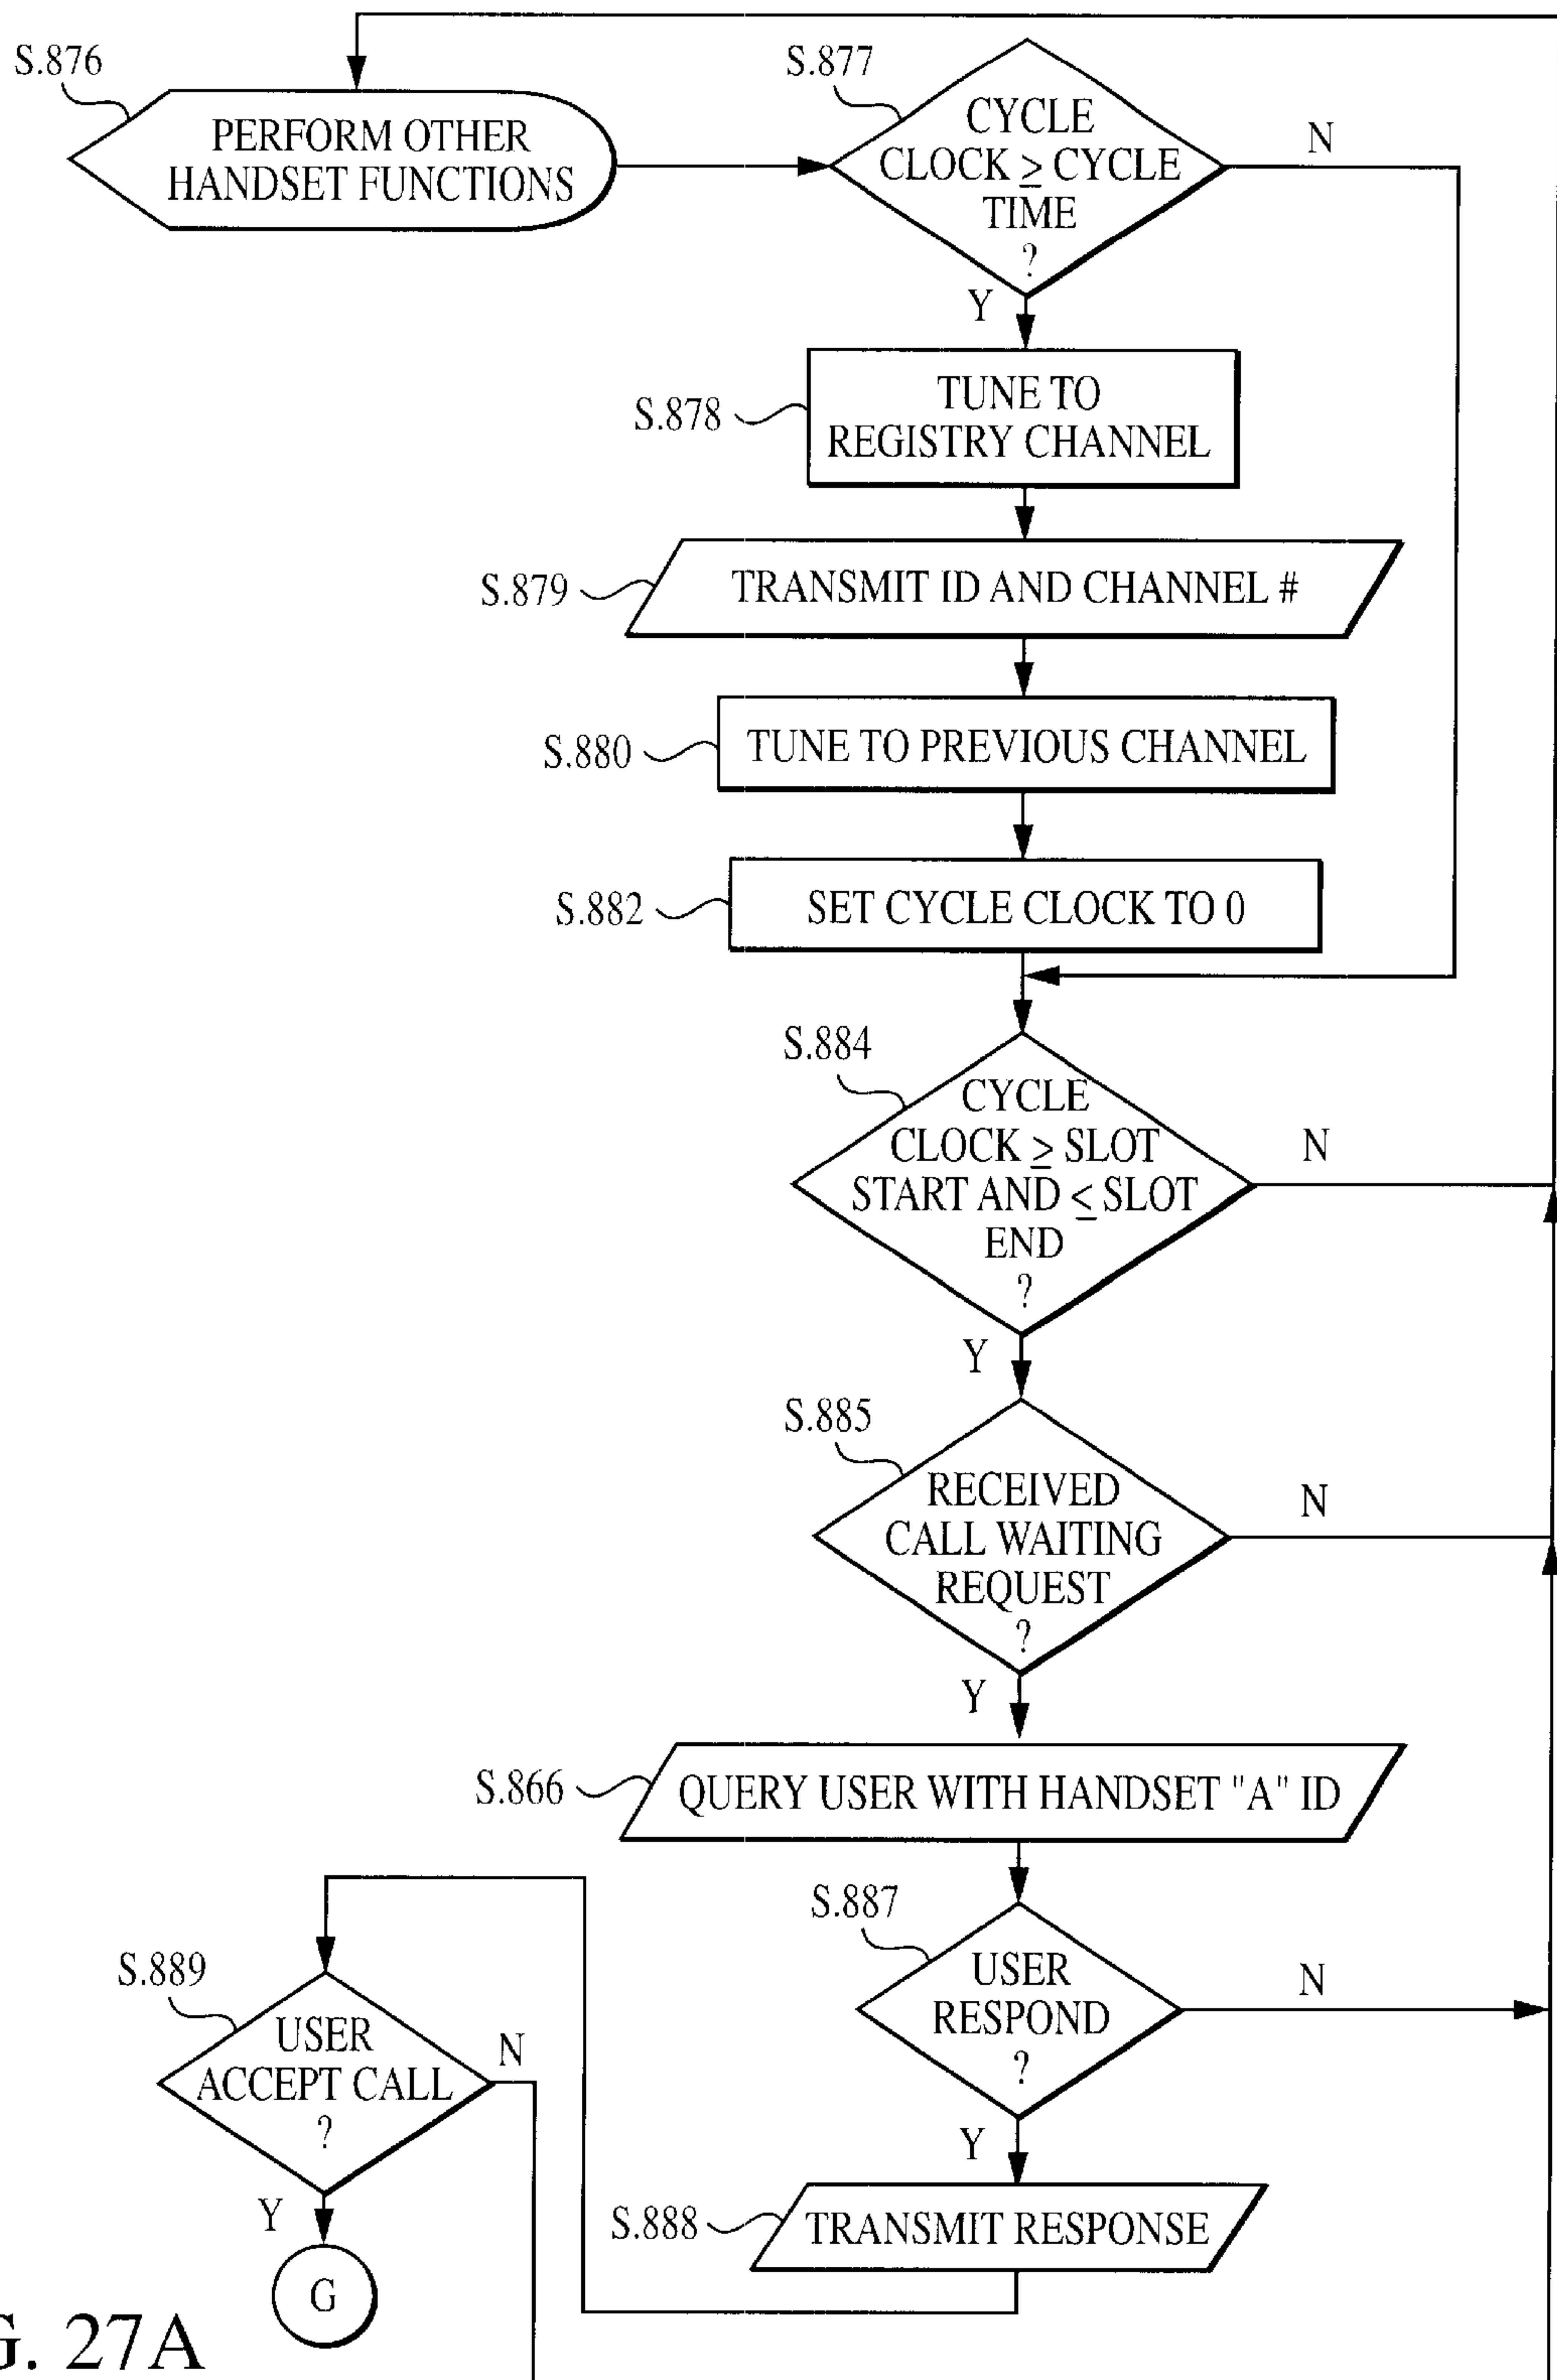 S.876
PERFORM OTHER
HANDSET FUNCTIONS
S.877
CYCLE
CLOCK ≥ CYCLE
TIME
?
N
Y
S.878
TUNE TO
REGISTRY CHANNEL
S.879
TRANSMIT ID AND CHANNEL #
S.880
TUNE TO PREVIOUS CHANNEL
S.882
SET CYCLE CLOCK TO 0
S.884
CYCLE
CLOCK ≥ SLOT
START AND ≤ SLOT
END
?
N
Y
S.885
RECEIVED
CALL WAITING
REQUEST
?
N
Y
S.866
QUERY USER WITH HANDSET "A" ID
S.887
USER
RESPOND
?
N
Y
S.888
TRANSMIT RESPONSE
S.889
USER
ACCEPT CALL
?
N
Y
G
G. 27A